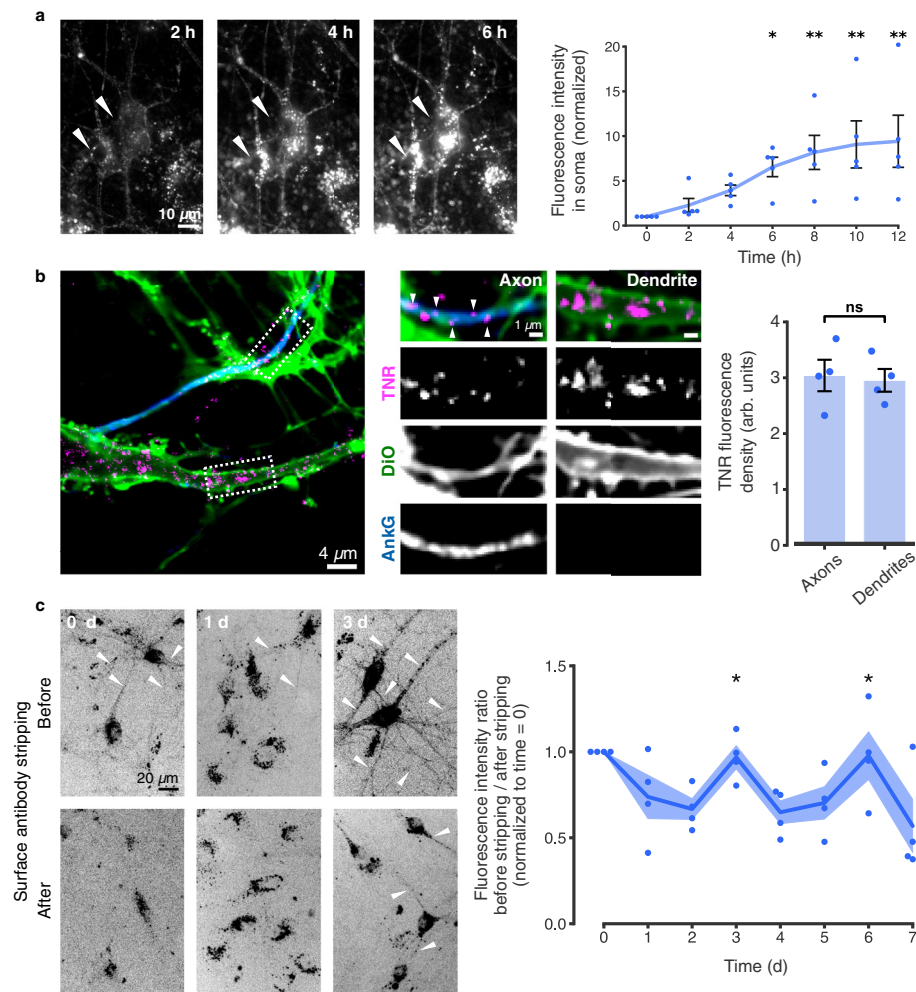 a
2 h
4 h
6 h
10 µm
Fluorescence intensity
in soma (normalized)
20
15
10
5
0
* ** ** **
0 2 4 6 8 10 12
Time (h)
b
4 µm
Axon
Dendrite
1 µm
TNR
DiO
AnkG
TNR fluorescence
density (arb. units)
ns
4
3
2
1
0
Axons
Dendrites
c
0 d
1 d
3 d
Surface antibody stripping
Before
After
20 µm
Fluorescence intensity ratio
before stripping / after stripping
(normalized to time = 0)
1.5
1.0
0.5
0.0
* *
0 1 2 3 4 5 6 7
Time (d)